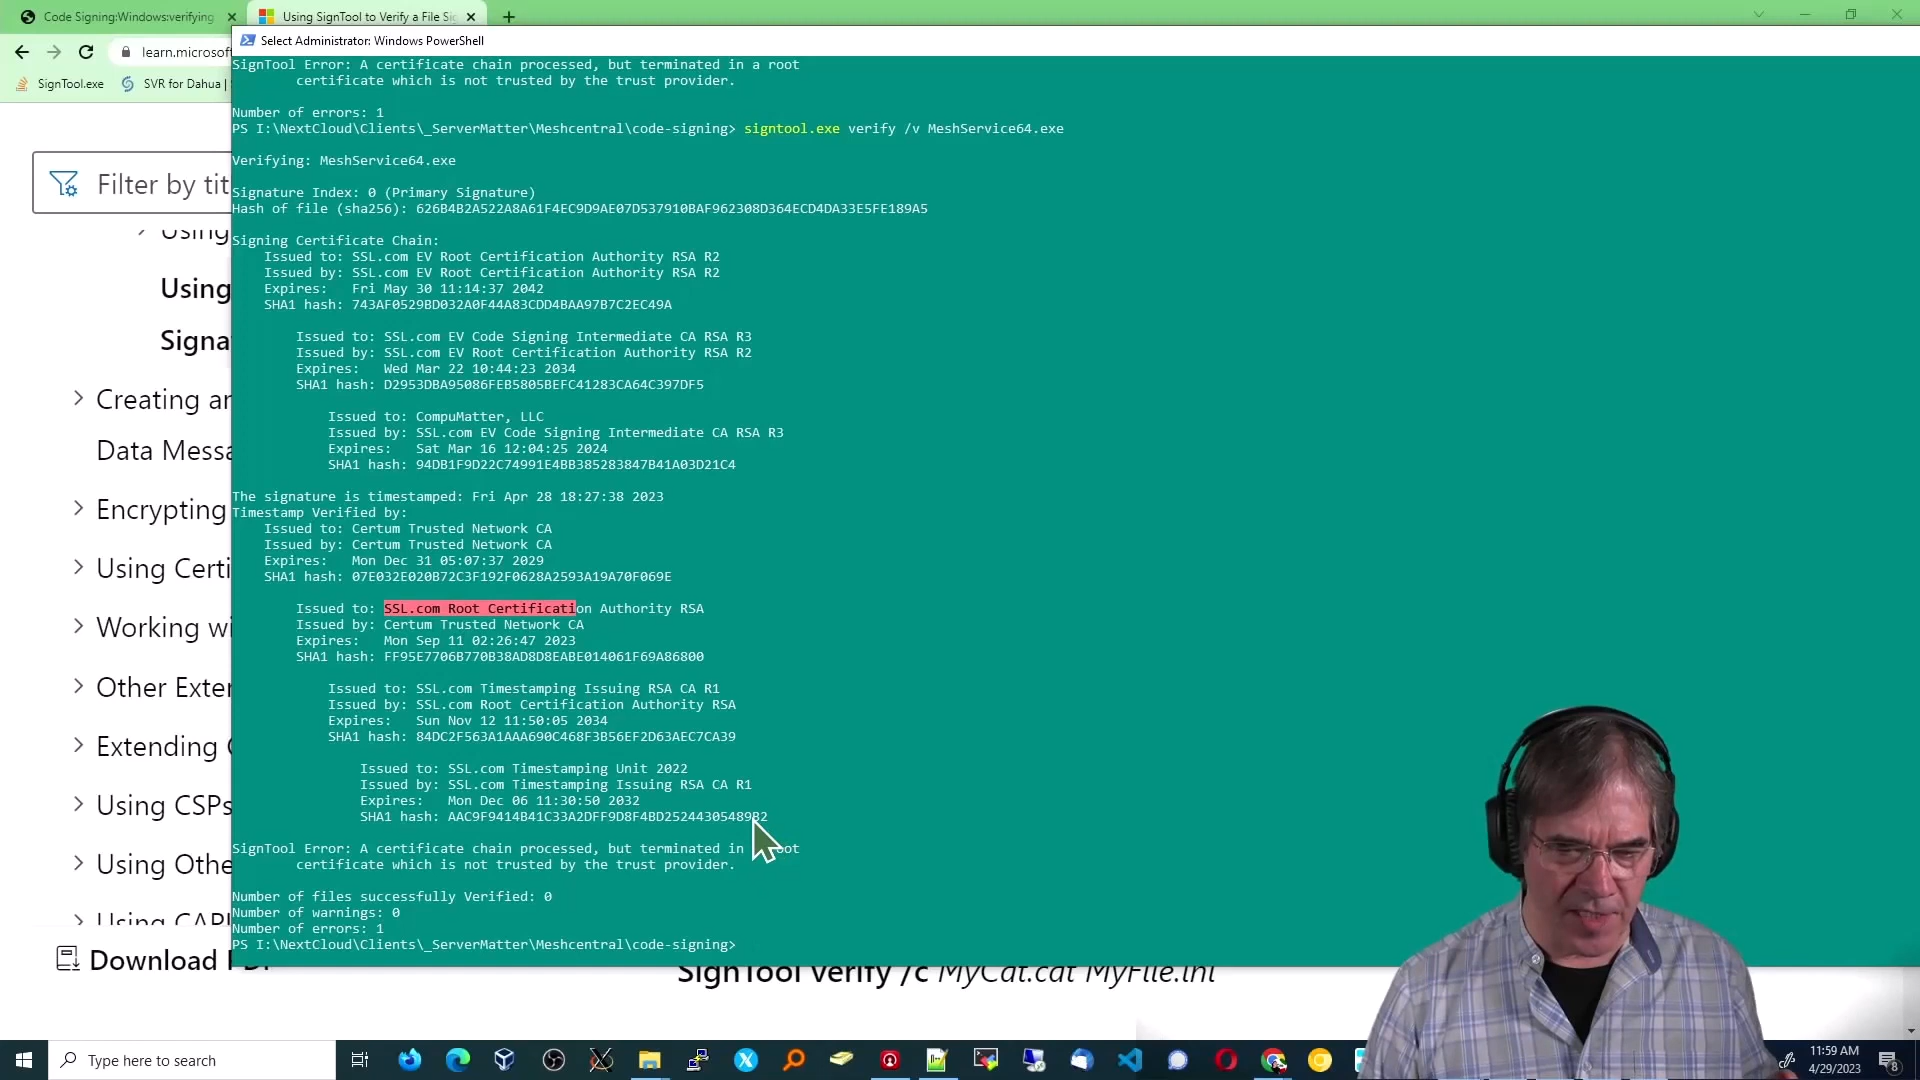 Code Signing:Windows:verifying
Using SignTool to Verify a File Sig
learn.microsoft
SignTool.exe
SVR for Dahua |
Select Administrator: Windows PowerShell
SignTool Error: A certificate chain processed, but terminated in a root
certificate which is not trusted by the trust provider.
Number of errors: 1
PS I:\NextCloud\Clients\_ServerMatter\Meshcentral\code-signing> signtool.exe verify /v MeshService64.exe
Verifying: MeshService64.exe
Signature Index: 0 (Primary Signature)
Hash of file (sha256): 626B4B2A522A8A61F4EC9D9AE07D537910BAF962308D364ECD4DA33E5FE189A5
Signing Certificate Chain:
Issued to: SSL.com EV Root Certification Authority RSA R2
Issued by: SSL.com EV Root Certification Authority RSA R2
Expires: Fri May 30 11:14:37 2042
SHA1 hash: 743AF0529BD032A0F44A83CDD4BAA97B7C2EC49A
Issued to: SSL.com EV Code Signing Intermediate CA RSA R3
Issued by: SSL.com EV Root Certification Authority RSA R2
Expires: Wed Mar 22 10:44:23 2034
SHA1 hash: D2953DBA95086FEB5805BEFC41283CA64C397DF5
Issued to: CompuMatter, LLC
Issued by: SSL.com EV Code Signing Intermediate CA RSA R3
Expires: Sat Mar 16 12:04:25 2024
SHA1 hash: 94DB1F9D22C74991E4BB385283847B41A03D21C4
The signature is timestamped: Fri Apr 28 18:27:38 2023
Timestamp Verified by:
Issued to: Certum Trusted Network CA
Issued by: Certum Trusted Network CA
Expires: Mon Dec 31 05:07:37 2029
SHA1 hash: 07E032E020B72C3F192F0628A2593A19A70F069E
Issued to: SSL.com Root Certification Authority RSA
Issued by: Certum Trusted Network CA
Expires: Mon Sep 11 02:26:47 2023
SHA1 hash: FF95E7706B770B38AD8D8EABE014061F69A86800
Issued to: SSL.com Timestamping Issuing RSA CA R1
Issued by: SSL.com Root Certification Authority RSA
Expires: Sun Nov 12 11:50:05 2034
SHA1 hash: 84DC2F563A1AAA690C468F3B56EF2D63AEC7CA39
Issued to: SSL.com Timestamping Unit 2022
Issued by: SSL.com Timestamping Issuing RSA CA R1
Expires: Mon Dec 06 11:30:50 2032
SHA1 hash: AAC9F9414B41C33A2DFF9D8F4BD25244305489B2
SignTool Error: A certificate chain processed, but terminated in root
certificate which is not trusted by the trust provider.
Number of files successfully Verified: 0
Number of warnings: 0
Number of errors: 1
PS I:\NextCloud\Clients\_ServerMatter\Meshcentral\code-signing>
Filter by tit
Using
Using
Signa
Creating an
Data Messa
Encrypting
Using Certi
Working wi
Other Exter
Extending
Using CSPs
Using Othe
Using CAPI
Download
SignTool verify /c MyCat.cat MyFile.ini
Type here to search
11:59 AM
4/29/2023
8